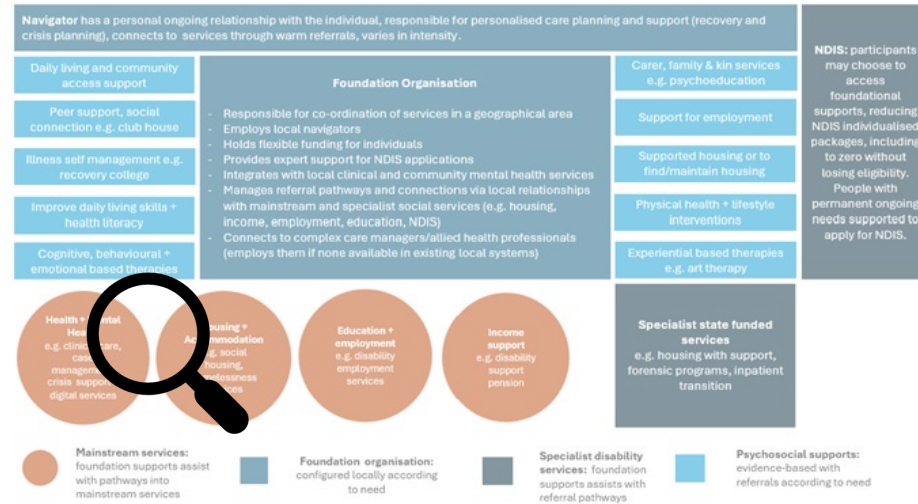 Navigator has a personal ongoing relationship with the individual, responsible for personalised care planning and support (recovery and
crisis planning), connects to services through warm referrals, varies in intensity.
Daily living and community
access support
Peer support, social
connection e.g. club house
Illness self management e.g.
recovery college
Improve daily living skills +
health literacy
Cognitive, behavioural +
emotional based therapies
Foundation Organisation
- Responsible for co-ordination of services in a geographical area
- Employs local navigators
- Holds flexible funding for individuals
- Provides expert support for NDIS applications
- Integrates with local clinical and community mental health services
- Manages referral pathways and connections via local relationships
with mainstream and specialist social services (e.g. housing,
income, employment, education, NDIS)
- Connects to complex care managers/allied health professionals
(employs them if none available in existing local systems)
Carer, family & kin services
e.g. psychoeducation
Support for employment
Supported housing or to
find/maintain housing
Physical health + lifestyle
interventions
Experiential based therapies
e.g. art therapy
NDIS: participants
may choose to
access
foundational
supports, reducing
NDIS individualised
packages, including
to zero without
losing eligibility.
People with
permanent ongoing
needs supported to
apply for NDIS.
Health +
e.g.
crisis support
digital services
social
housing,
Education +
employment
e.g. disability
employment
services
Income
support
e.g. disability
support
pension
Specialist state funded
services
e.g. housing with support,
forensic programs, inpatient
transition
Mainstream services:
foundation supports assist
with pathways into
mainstream services
Foundation organisation:
configured locally according
to need
Specialist disability
services: foundation
supports assists with
referral pathways
Psychosocial supports:
evidence-based with
referrals according to need